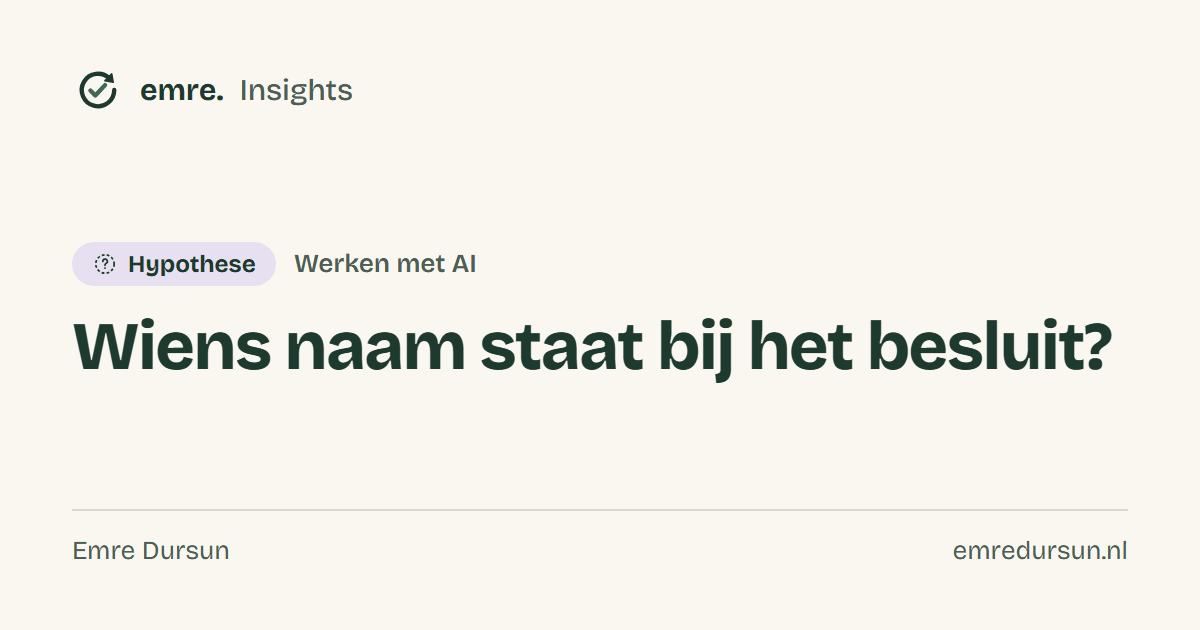 emre. Insights
Hypothese Werken met AI
Wiens naam staat bij het besluit?
Emre Dursun emredursun.nl